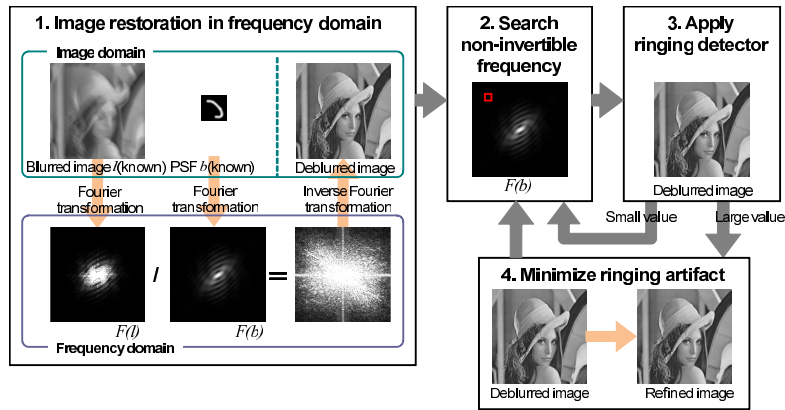 1. Image restoration in frequency domain
Image domain
Blurred image l(known)
PSF b(known)
Deblurred image
Fourier
transformation
Fourier
transformation
Inverse Fourier
transformation
/
=
F(l)
F(b)
Frequency domain
2. Search
non-invertible
frequency
F(b)
3. Apply
ringing detector
Deblurred image
Small value
Large value
4. Minimize ringing artifact
Deblurred image
Refined image